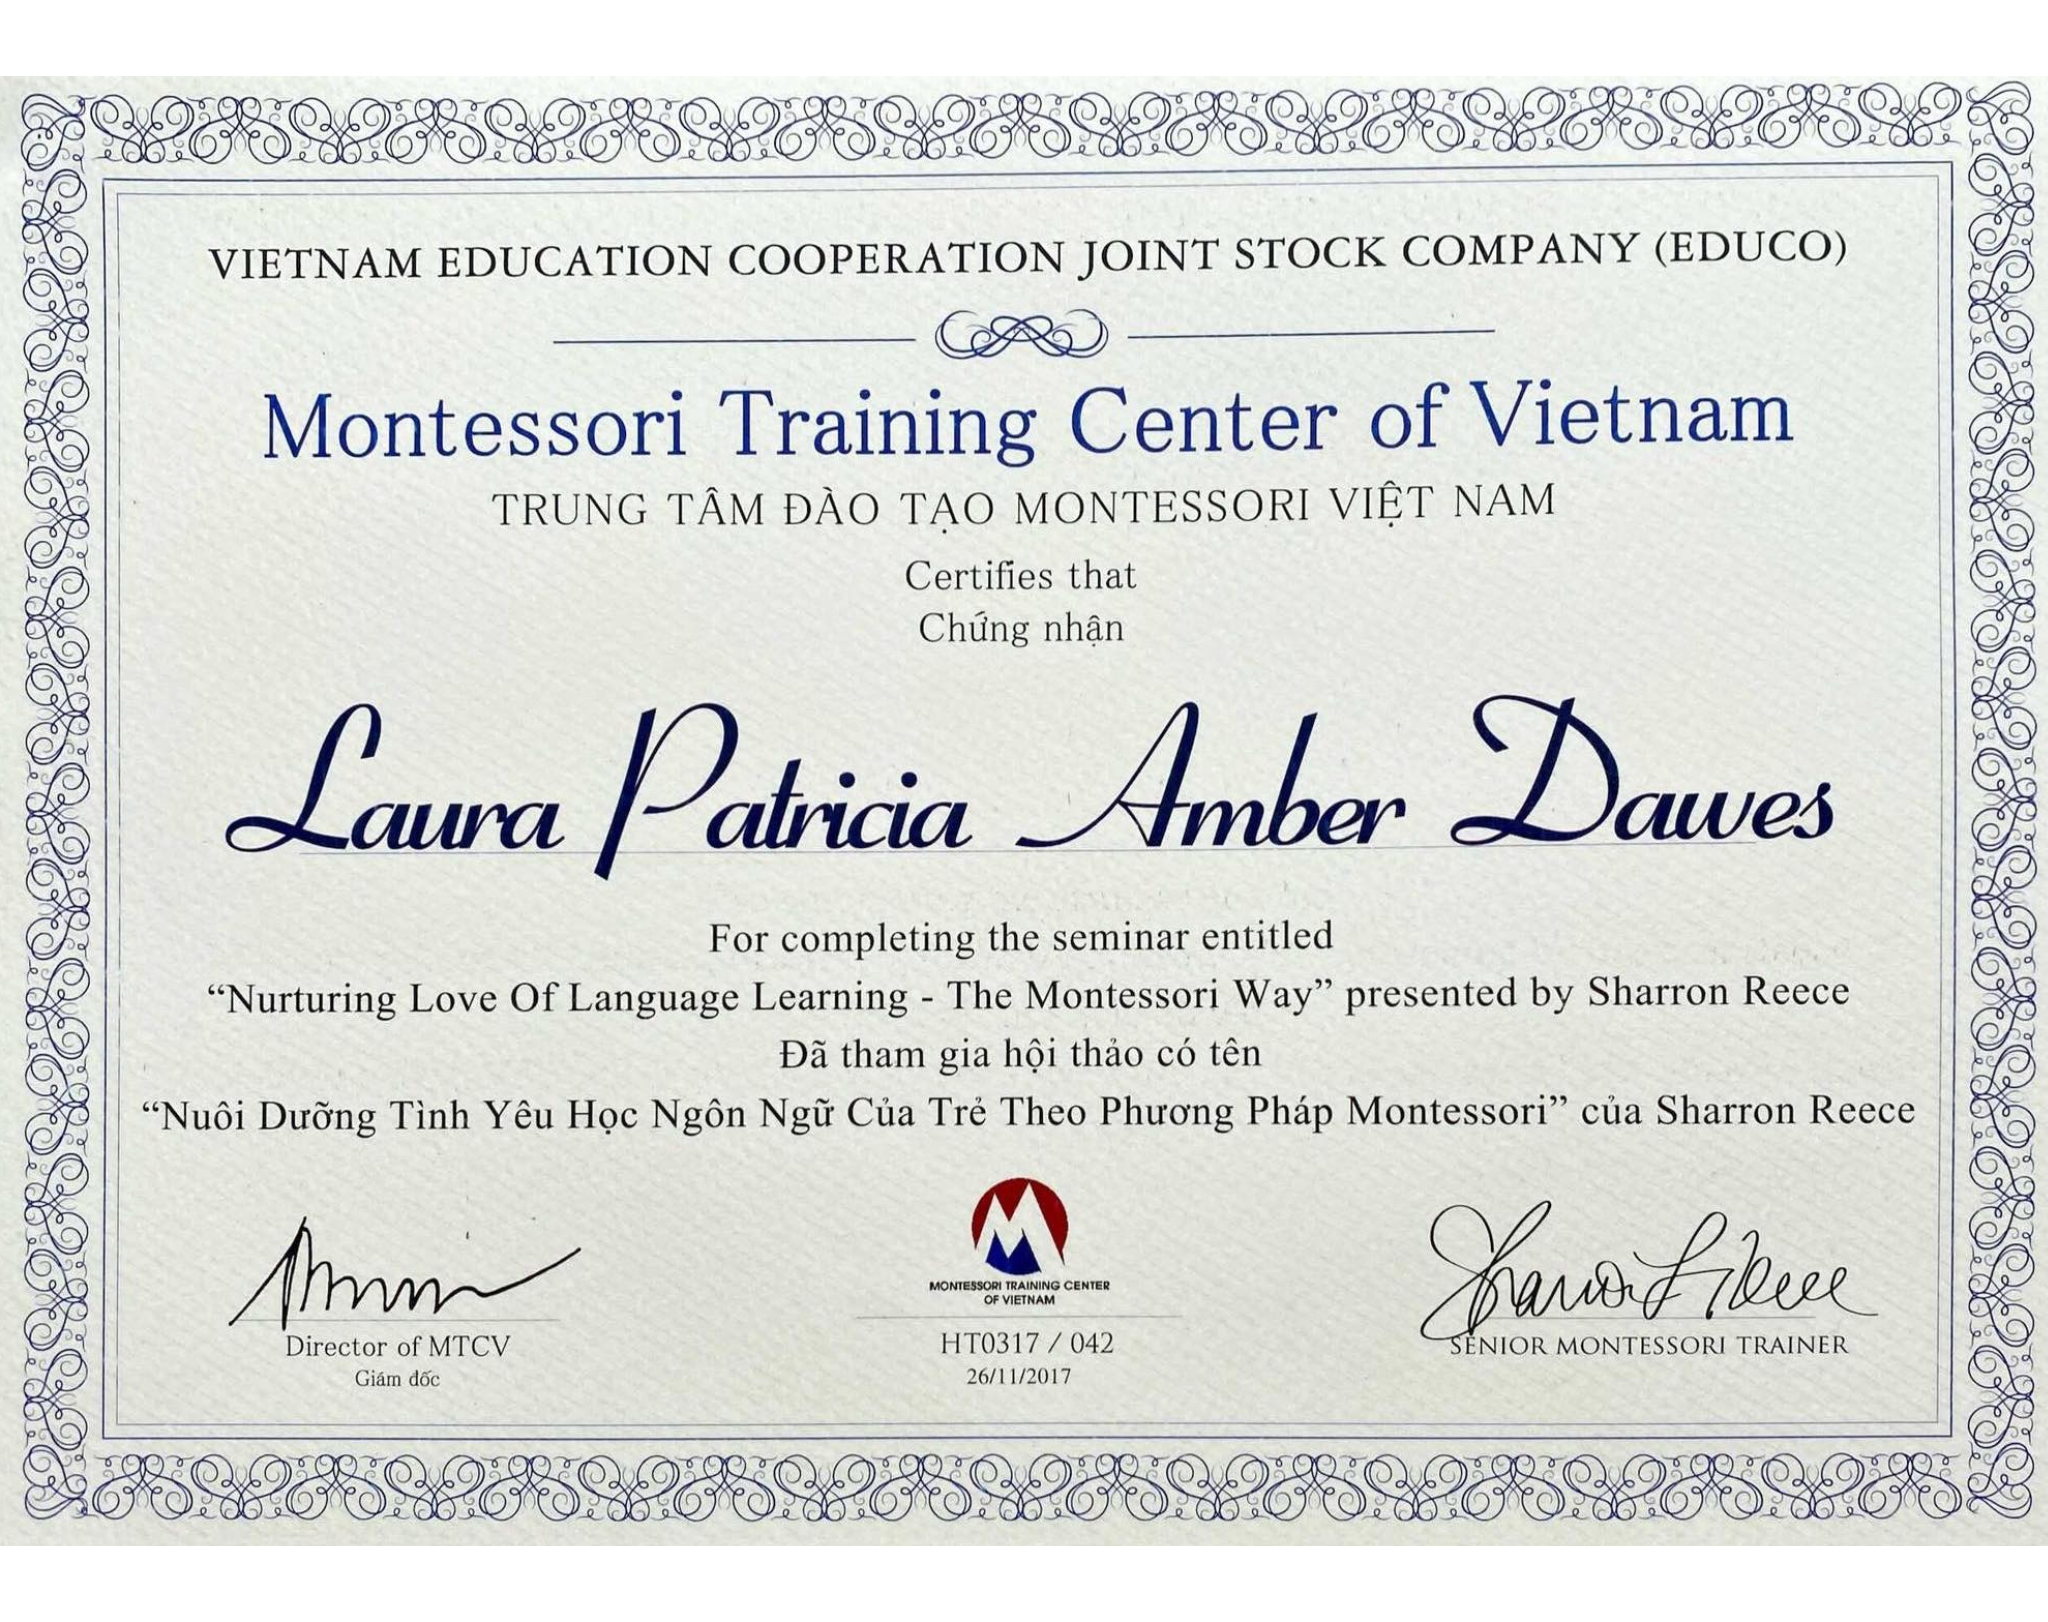 VIETNAM EDUCATION COOPERATION JOINT STOCK COMPANY (EDUCO)
Montessori Training Center of Vietnam
TRUNG TÂM ĐÀO TẠO MONTESSORI VIỆT NAM
Certifies that
Chứng nhận
Laura Patricia Amber Dawes
For completing the seminar entitled
“Nurturing Love Of Language Learning - The Montessori Way” presented by Sharron Reece
Đã tham gia hội thảo có tên
“Nuôi Dưỡng Tình Yêu Học Ngôn Ngữ Của Trẻ Theo Phương Pháp Montessori” của Sharron Reece
MONTESSORI TRAINING CENTER
OF VIETNAM
Director of MTCV
Giám đốc
HT0317 / 042
26/11/2017
SENIOR MONTESSORI TRAINER